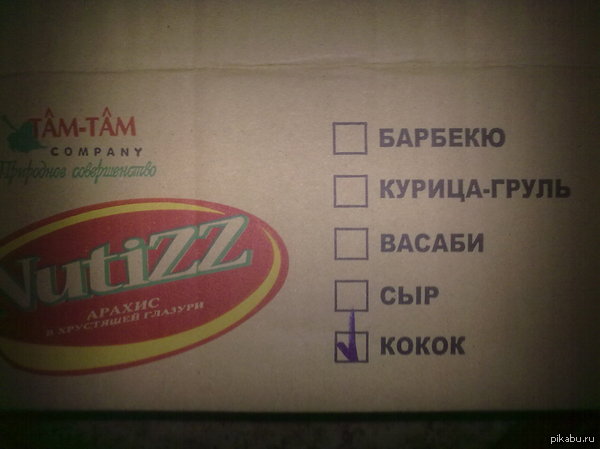 TÂM-TÂM
COMPANY
Природное совершенство
NutiZZ
АРАХИС
В ХРУСТЯЩЕЙ ГЛАЗУРИ
БАРБЕКЮ
КУРИЦА-ГРУЛЬ
ВАСАБИ
СЫР
КОКОК
pikabu.ru